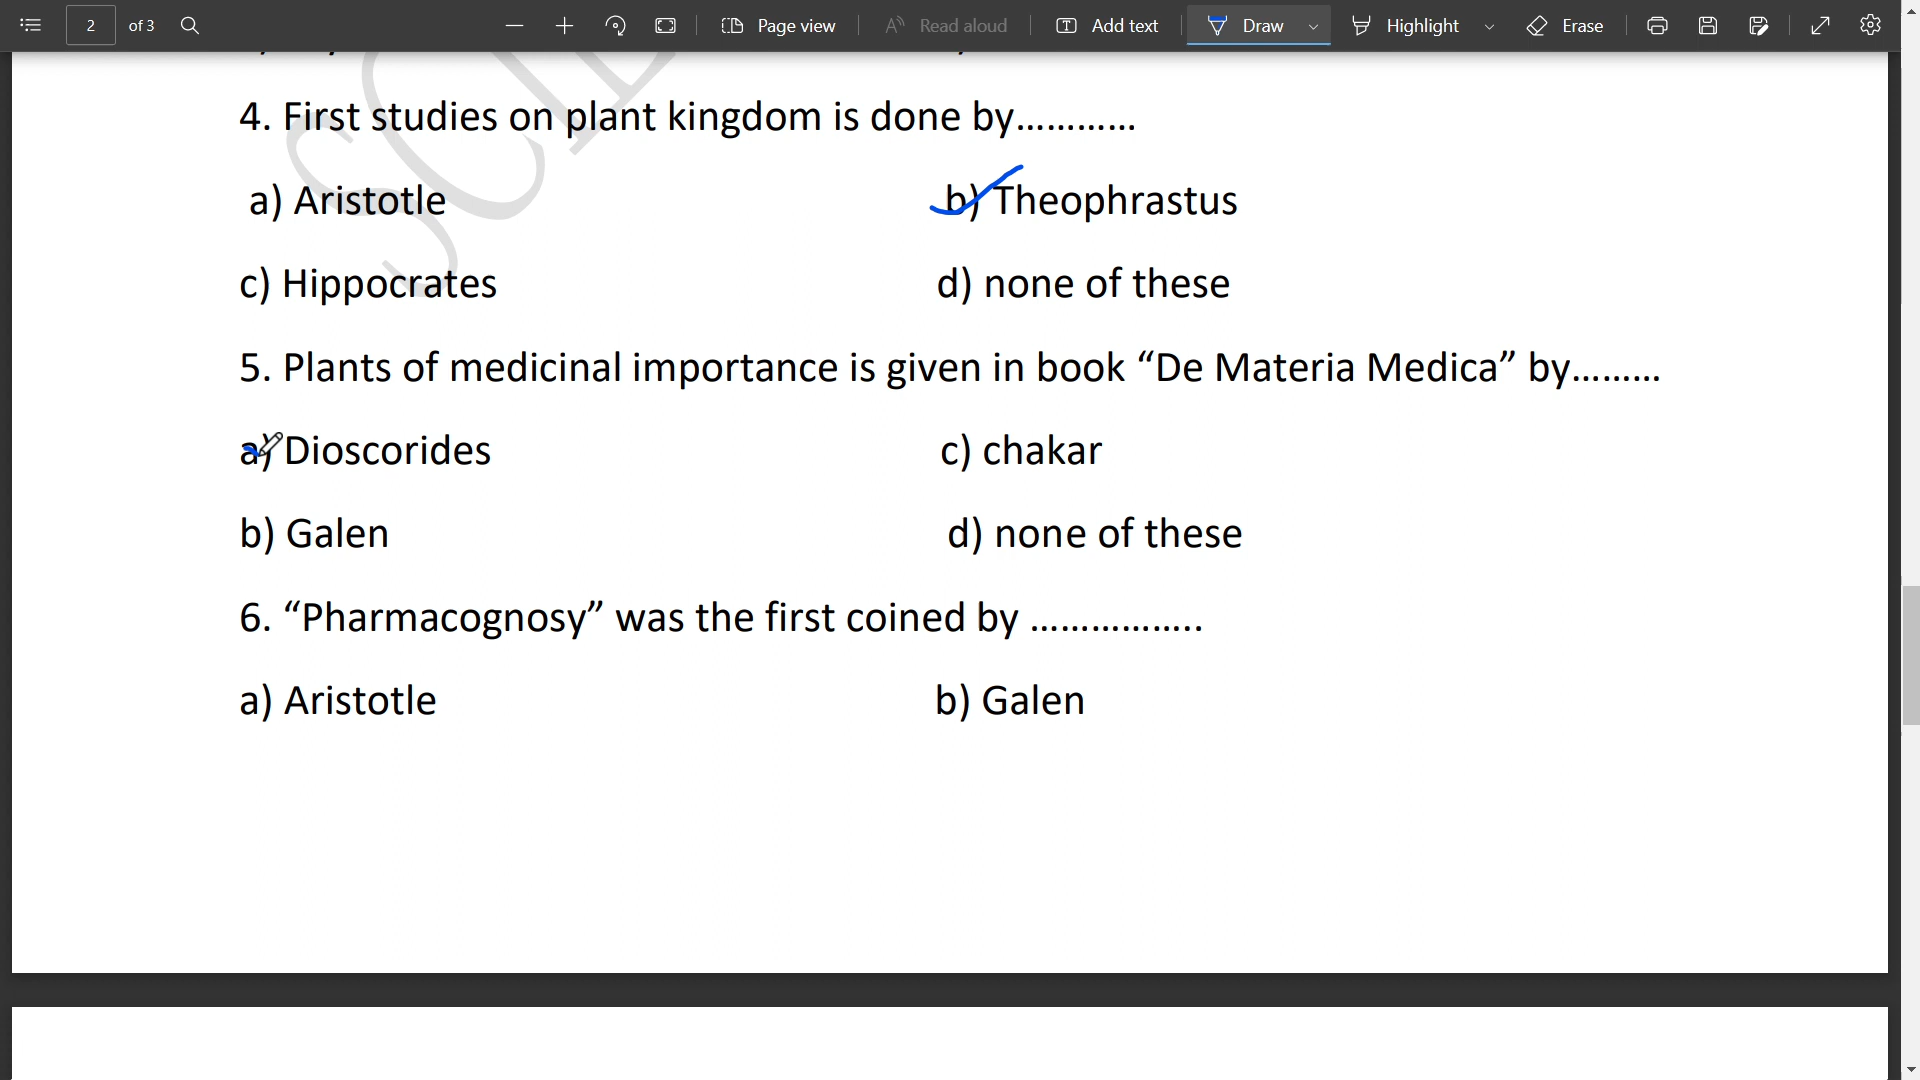 2 of 3 Page view Read aloud Add text Draw Highlight Erase
4. First studies on plant kingdom is done by............
a) Aristotle b) Theophrastus
c) Hippocrates d) none of these
5. Plants of medicinal importance is given in book “De Materia Medica” by.........
a) Dioscorides c) chakar
b) Galen d) none of these
6. “Pharmacognosy” was the first coined by .................
a) Aristotle b) Galen